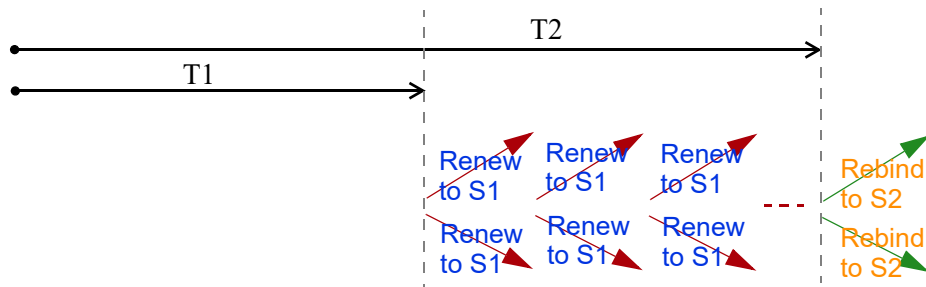 T2
T1
Renew
to S1
Renew
to S1
Renew
to S1
Rebind
to S2
Renew
to S1
Renew
to S1
Renew
to S1
Rebind
to S2